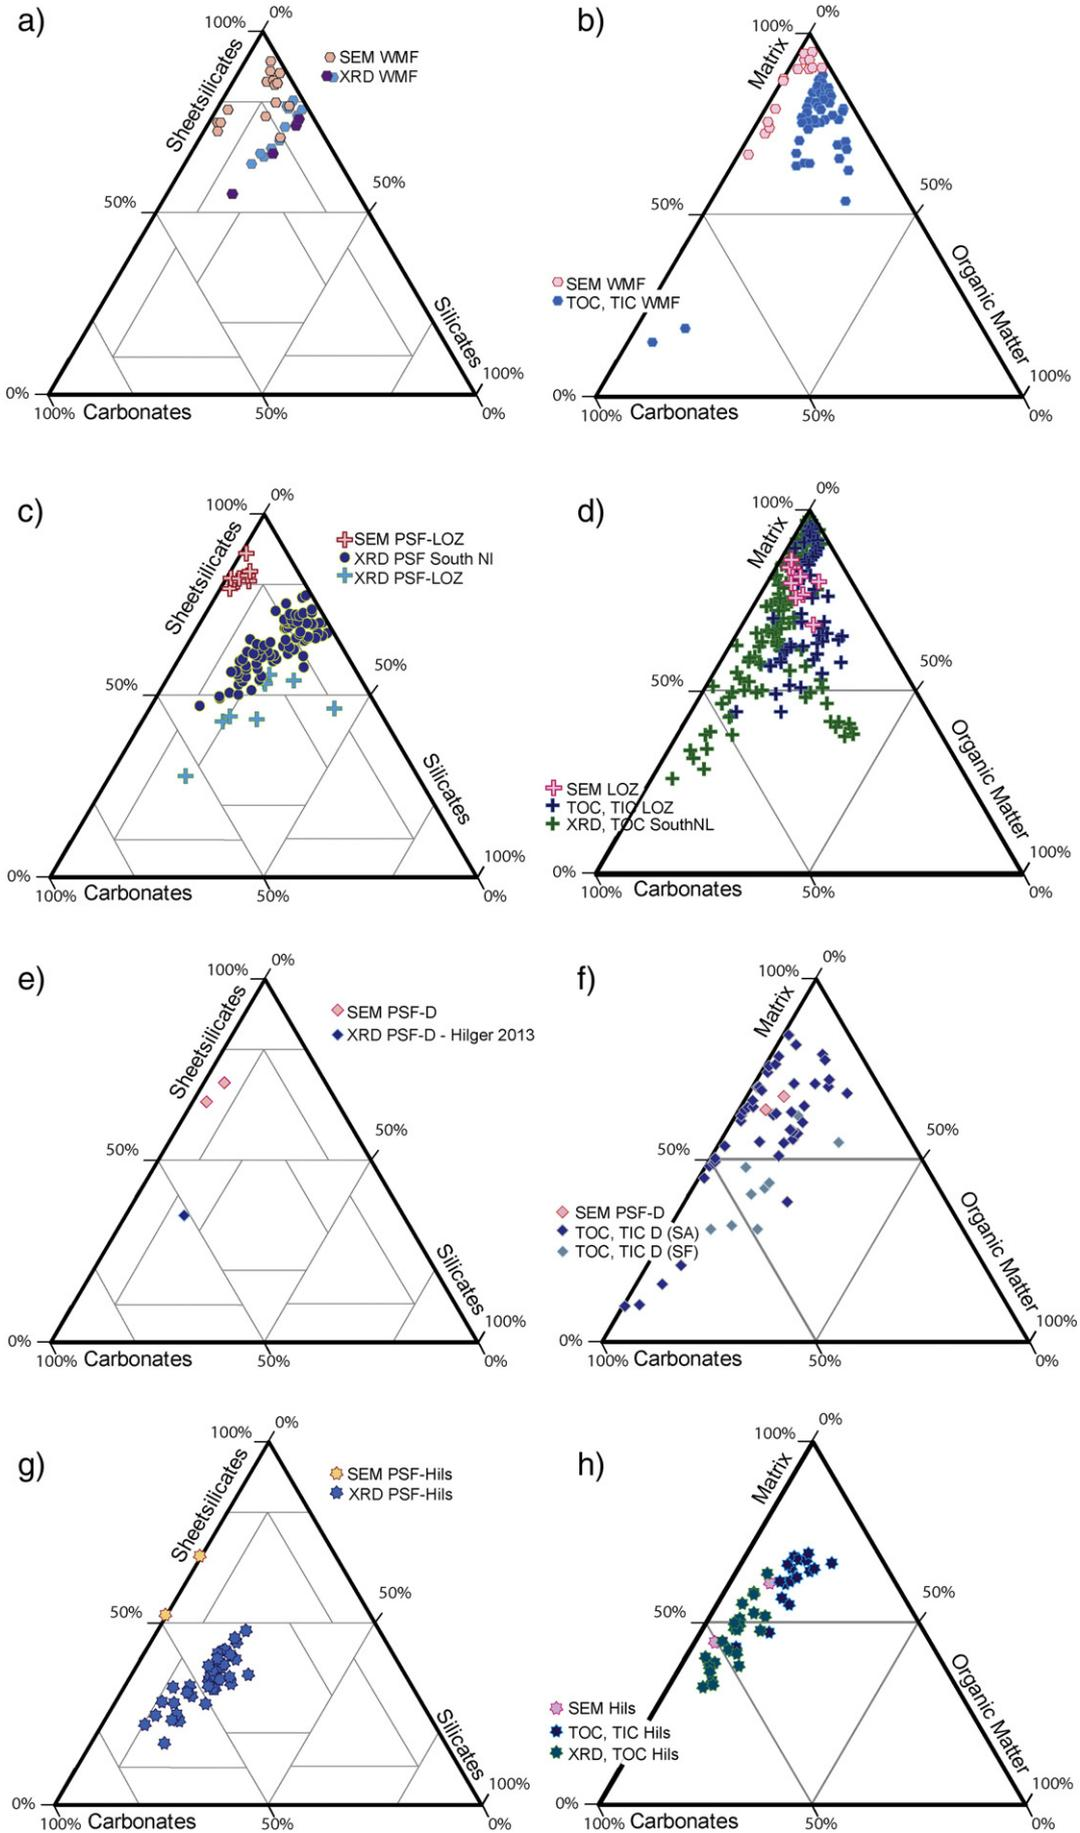 a)
0%
100%
Sheetsilicates
SEM WMF
XRD WMF
50%
50%
Silicates
0%
100%
100% Carbonates
50%
0%
b)
0%
100%
Matrix
50%
50%
SEM WMF
TOC, TIC WMF
Organic Matter
0%
100%
100% Carbonates
50%
0%
c)
0%
100%
Sheetsilicates
SEM PSF-LOZ
XRD PSF South Nl
XRD PSF-LOZ
50%
50%
Silicates
0%
100%
100% Carbonates
50%
0%
d)
0%
100%
Matrix
50%
50%
SEM LOZ
TOC, TIC LOZ
XRD, TOC SouthNL
Organic Matter
0%
100%
100% Carbonates
50%
0%
e)
0%
100%
Sheetsilicates
SEM PSF-D
XRD PSF-D - Hilger 2013
50%
50%
Silicates
0%
100%
100% Carbonates
50%
0%
f)
0%
100%
Matrix
50%
50%
SEM PSF-D
TOC, TIC D (SA)
TOC, TIC D (SF)
Organic Matter
0%
100%
100% Carbonates
50%
0%
g)
0%
100%
Sheetsilicates
SEM PSF-Hils
XRD PSF-Hils
50%
50%
Silicates
0%
100%
100% Carbonates
50%
0%
h)
0%
100%
Matrix
50%
50%
SEM Hils
TOC, TIC Hils
XRD, TOC Hils
Organic Matter
0%
100%
100% Carbonates
50%
0%